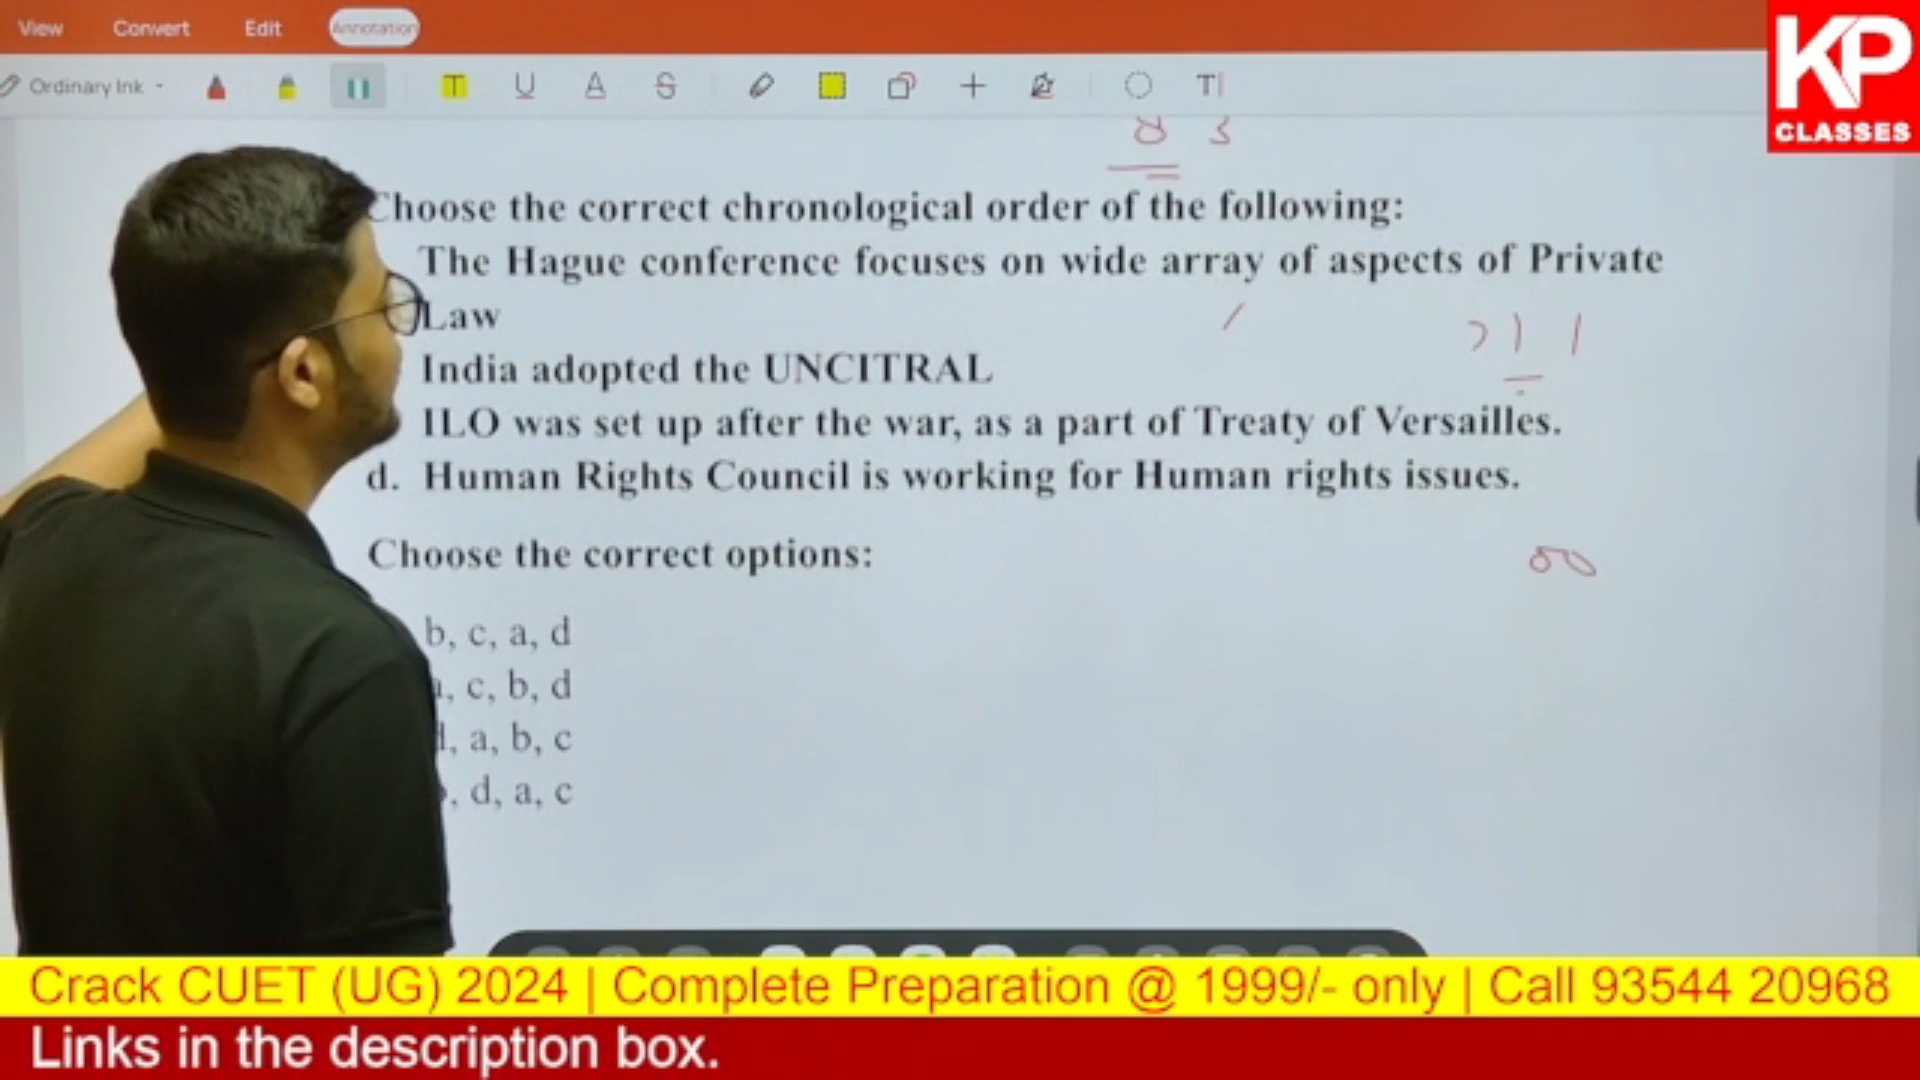 View Convert Edit Annotation
KP
CLASSES
Ordinary Ink
Choose the correct chronological order of the following:
The Hague conference focuses on wide array of aspects of Private
Law
India adopted the UNCITRAL
ILO was set up after the war, as a part of Treaty of Versailles.
d. Human Rights Council is working for Human rights issues.
Choose the correct options:
b, c, a, d
, c, b, d
, a, b, c
, d, a, c
Crack CUET (UG) 2024 | Complete Preparation @ 1999/- only | Call 93544 20968
Links in the description box.